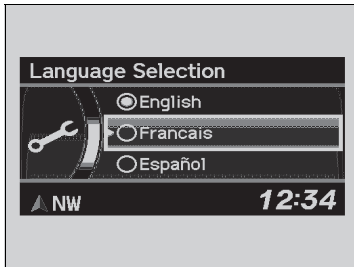 Language Selection
English
Francais
Español
NW
12:34